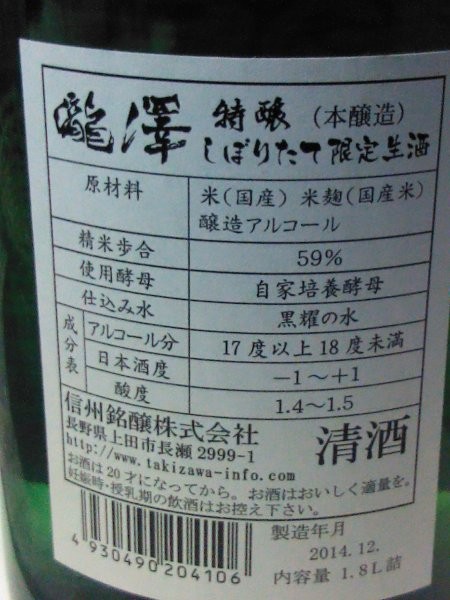 瀧澤 特醸（本醸造）
しぼりたて限定生酒
原材料 米(国産) 米麹(国産米)
醸造アルコール
精米歩合 59%
使用酵母 自家培養酵母
仕込み水 黒耀の水
成分表 アルコール分 17度以上18度未満
日本酒度 －1～＋1
酸度 1.4～1.5
信州銘醸株式会社 清酒
長野県上田市長瀬2999-1
http://www.takizawa-info.com
お酒は20才になってから。お酒はおいしく適量を。
妊娠時・授乳期の飲酒はお控え下さい。
4930490204106
製造年月
2014.12.
内容量 1.8L詰